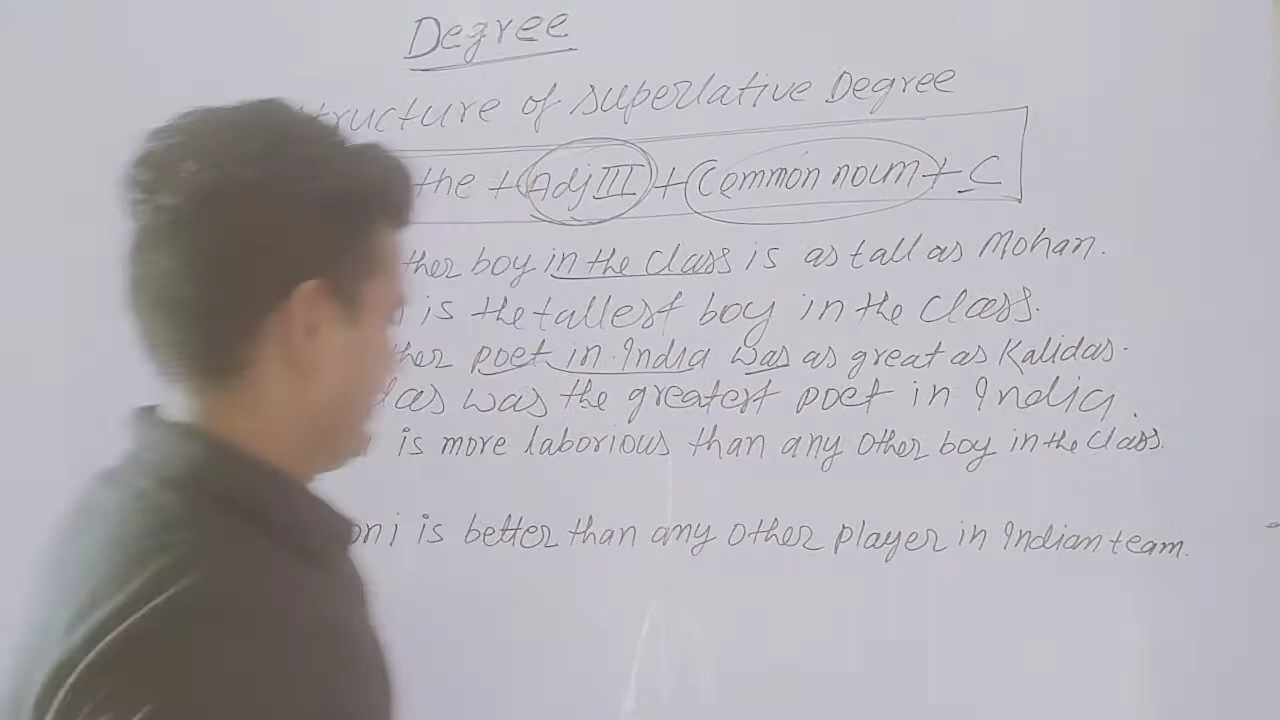 Degree
structure of superlative Degree
the + Adj III + Common noun + C
ther boy in the class is as tall as Mohan.
is the tallest boy in the class.
ther poet in India was as great as Kalidas.
das was the greatest poet in India.
is more laborious than any other boy in the class.
oni is better than any other player in Indian team.